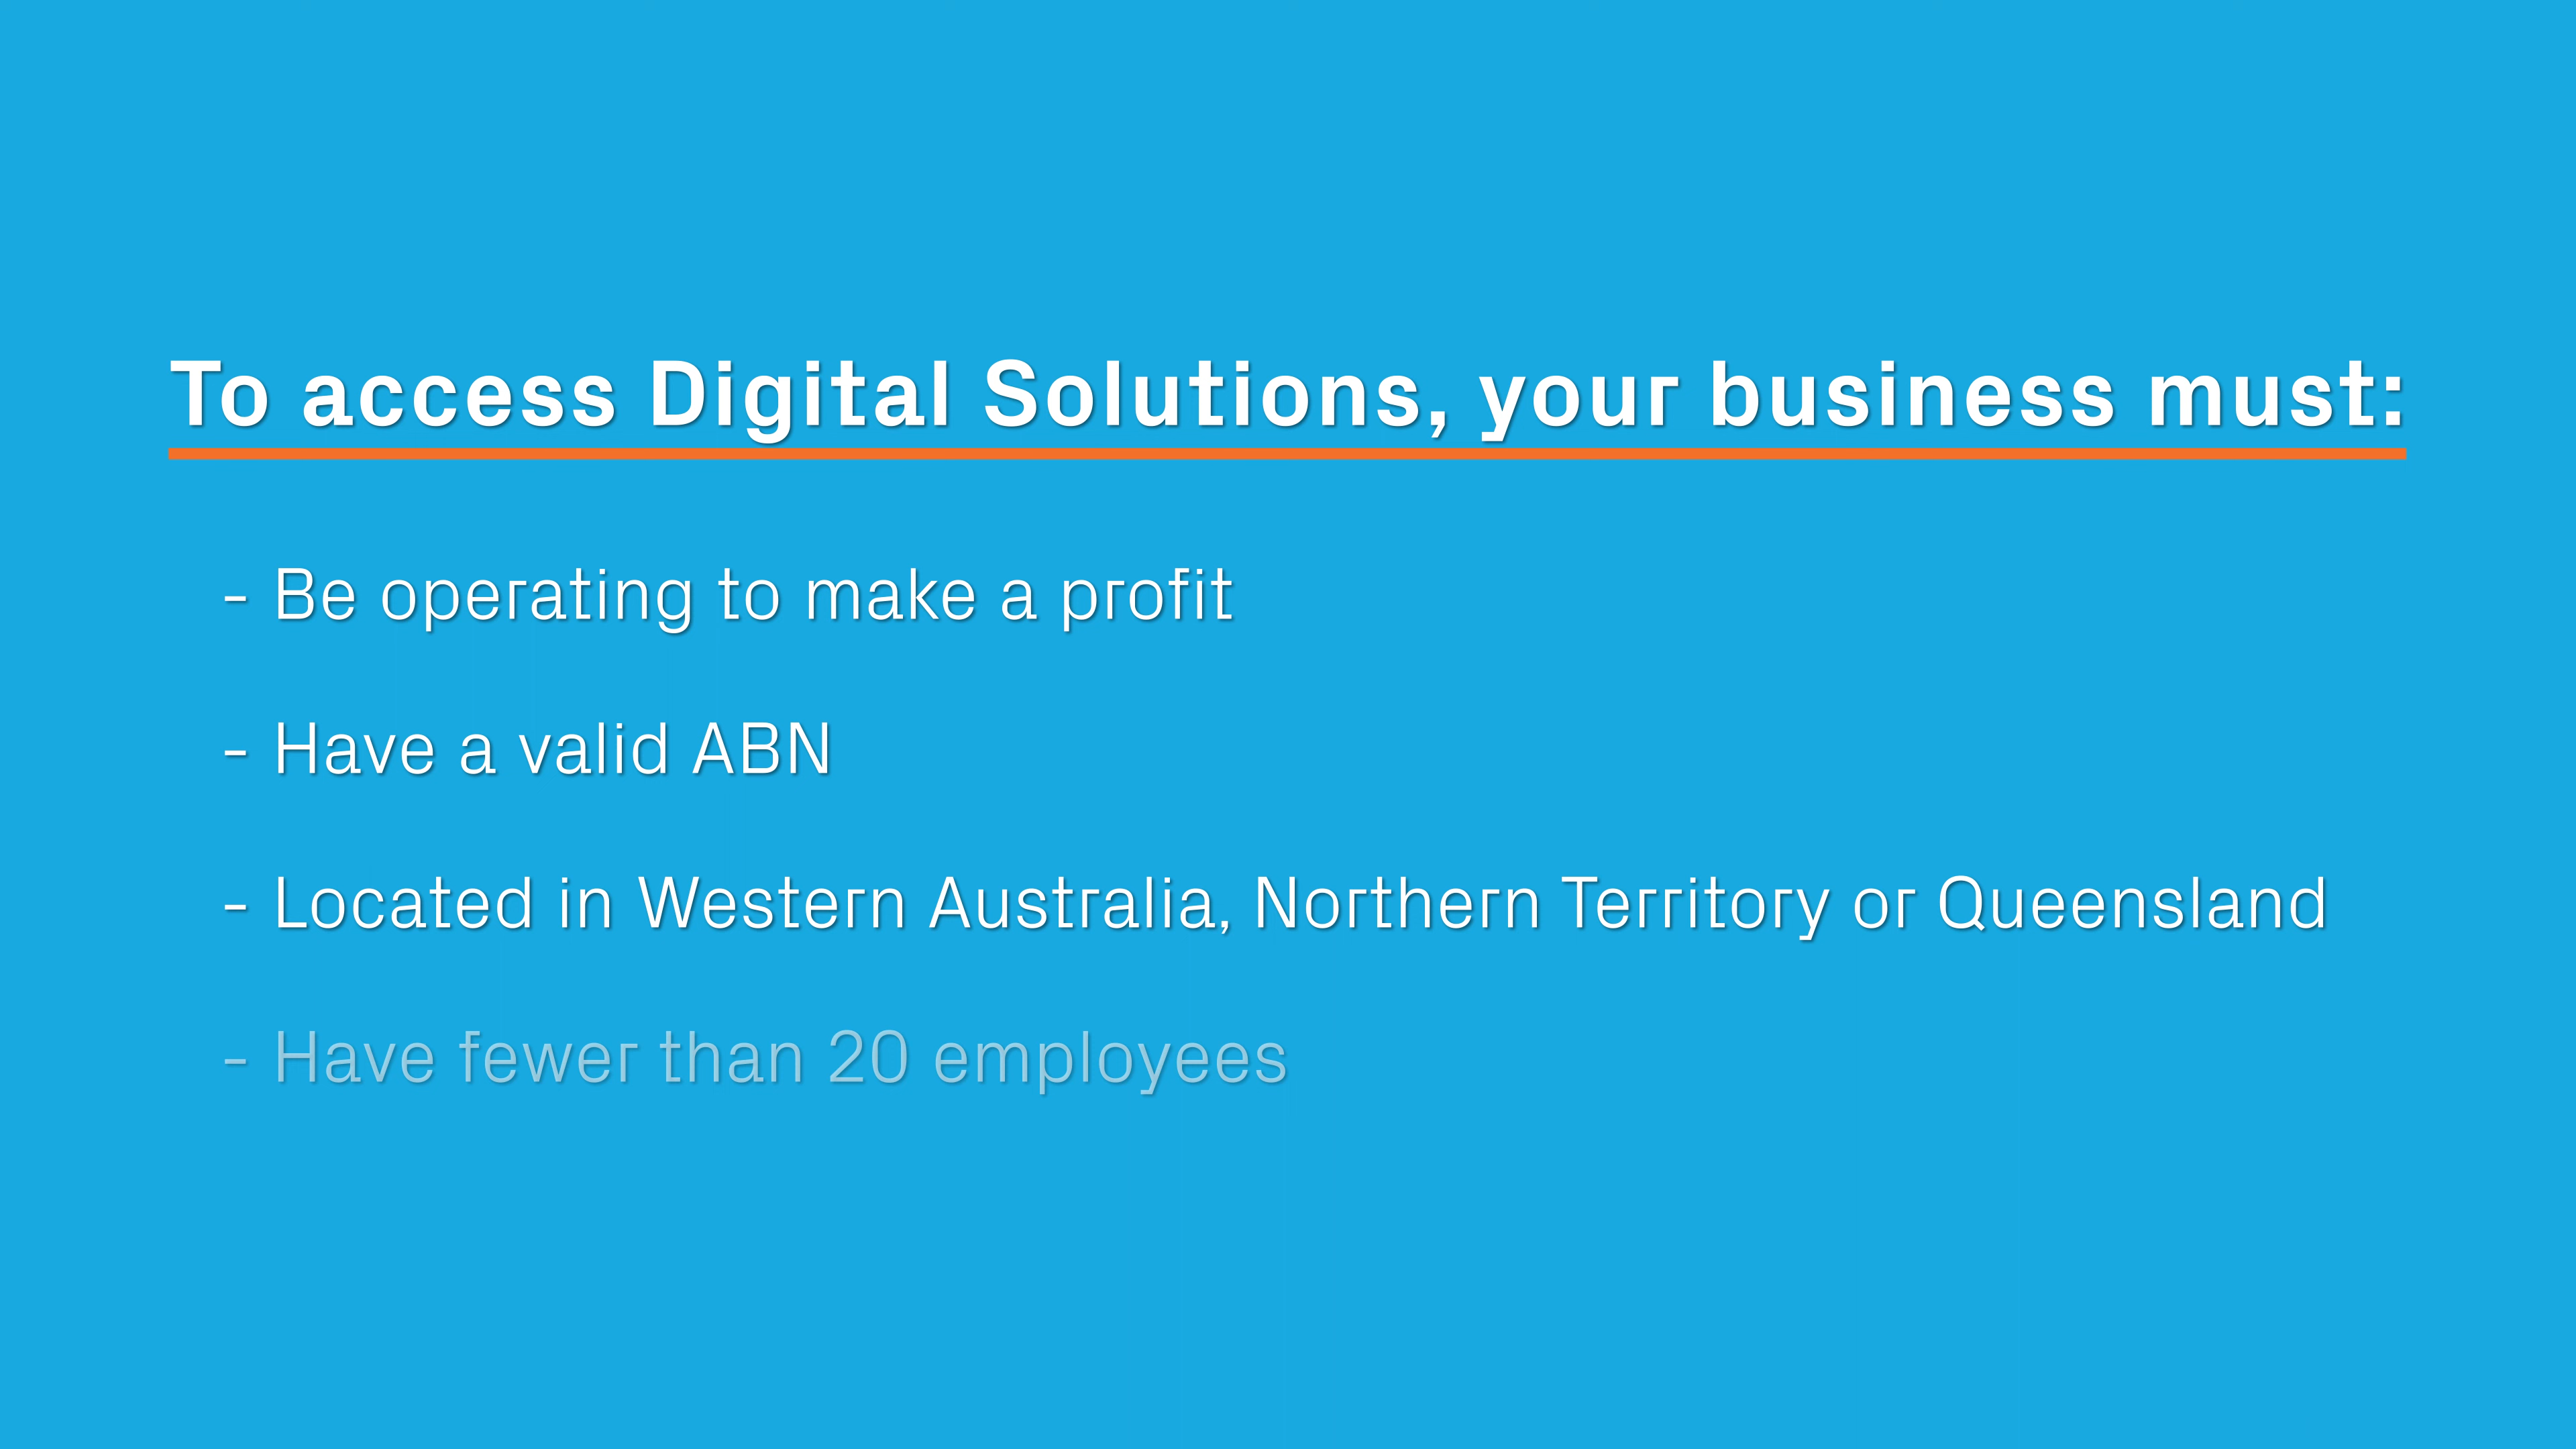 To access Digital Solutions, your business must:
- Be operating to make a profit
- Have a valid ABN
- Located in Western Australia, Northern Territory or Queensland
- Have fewer than 20 employees